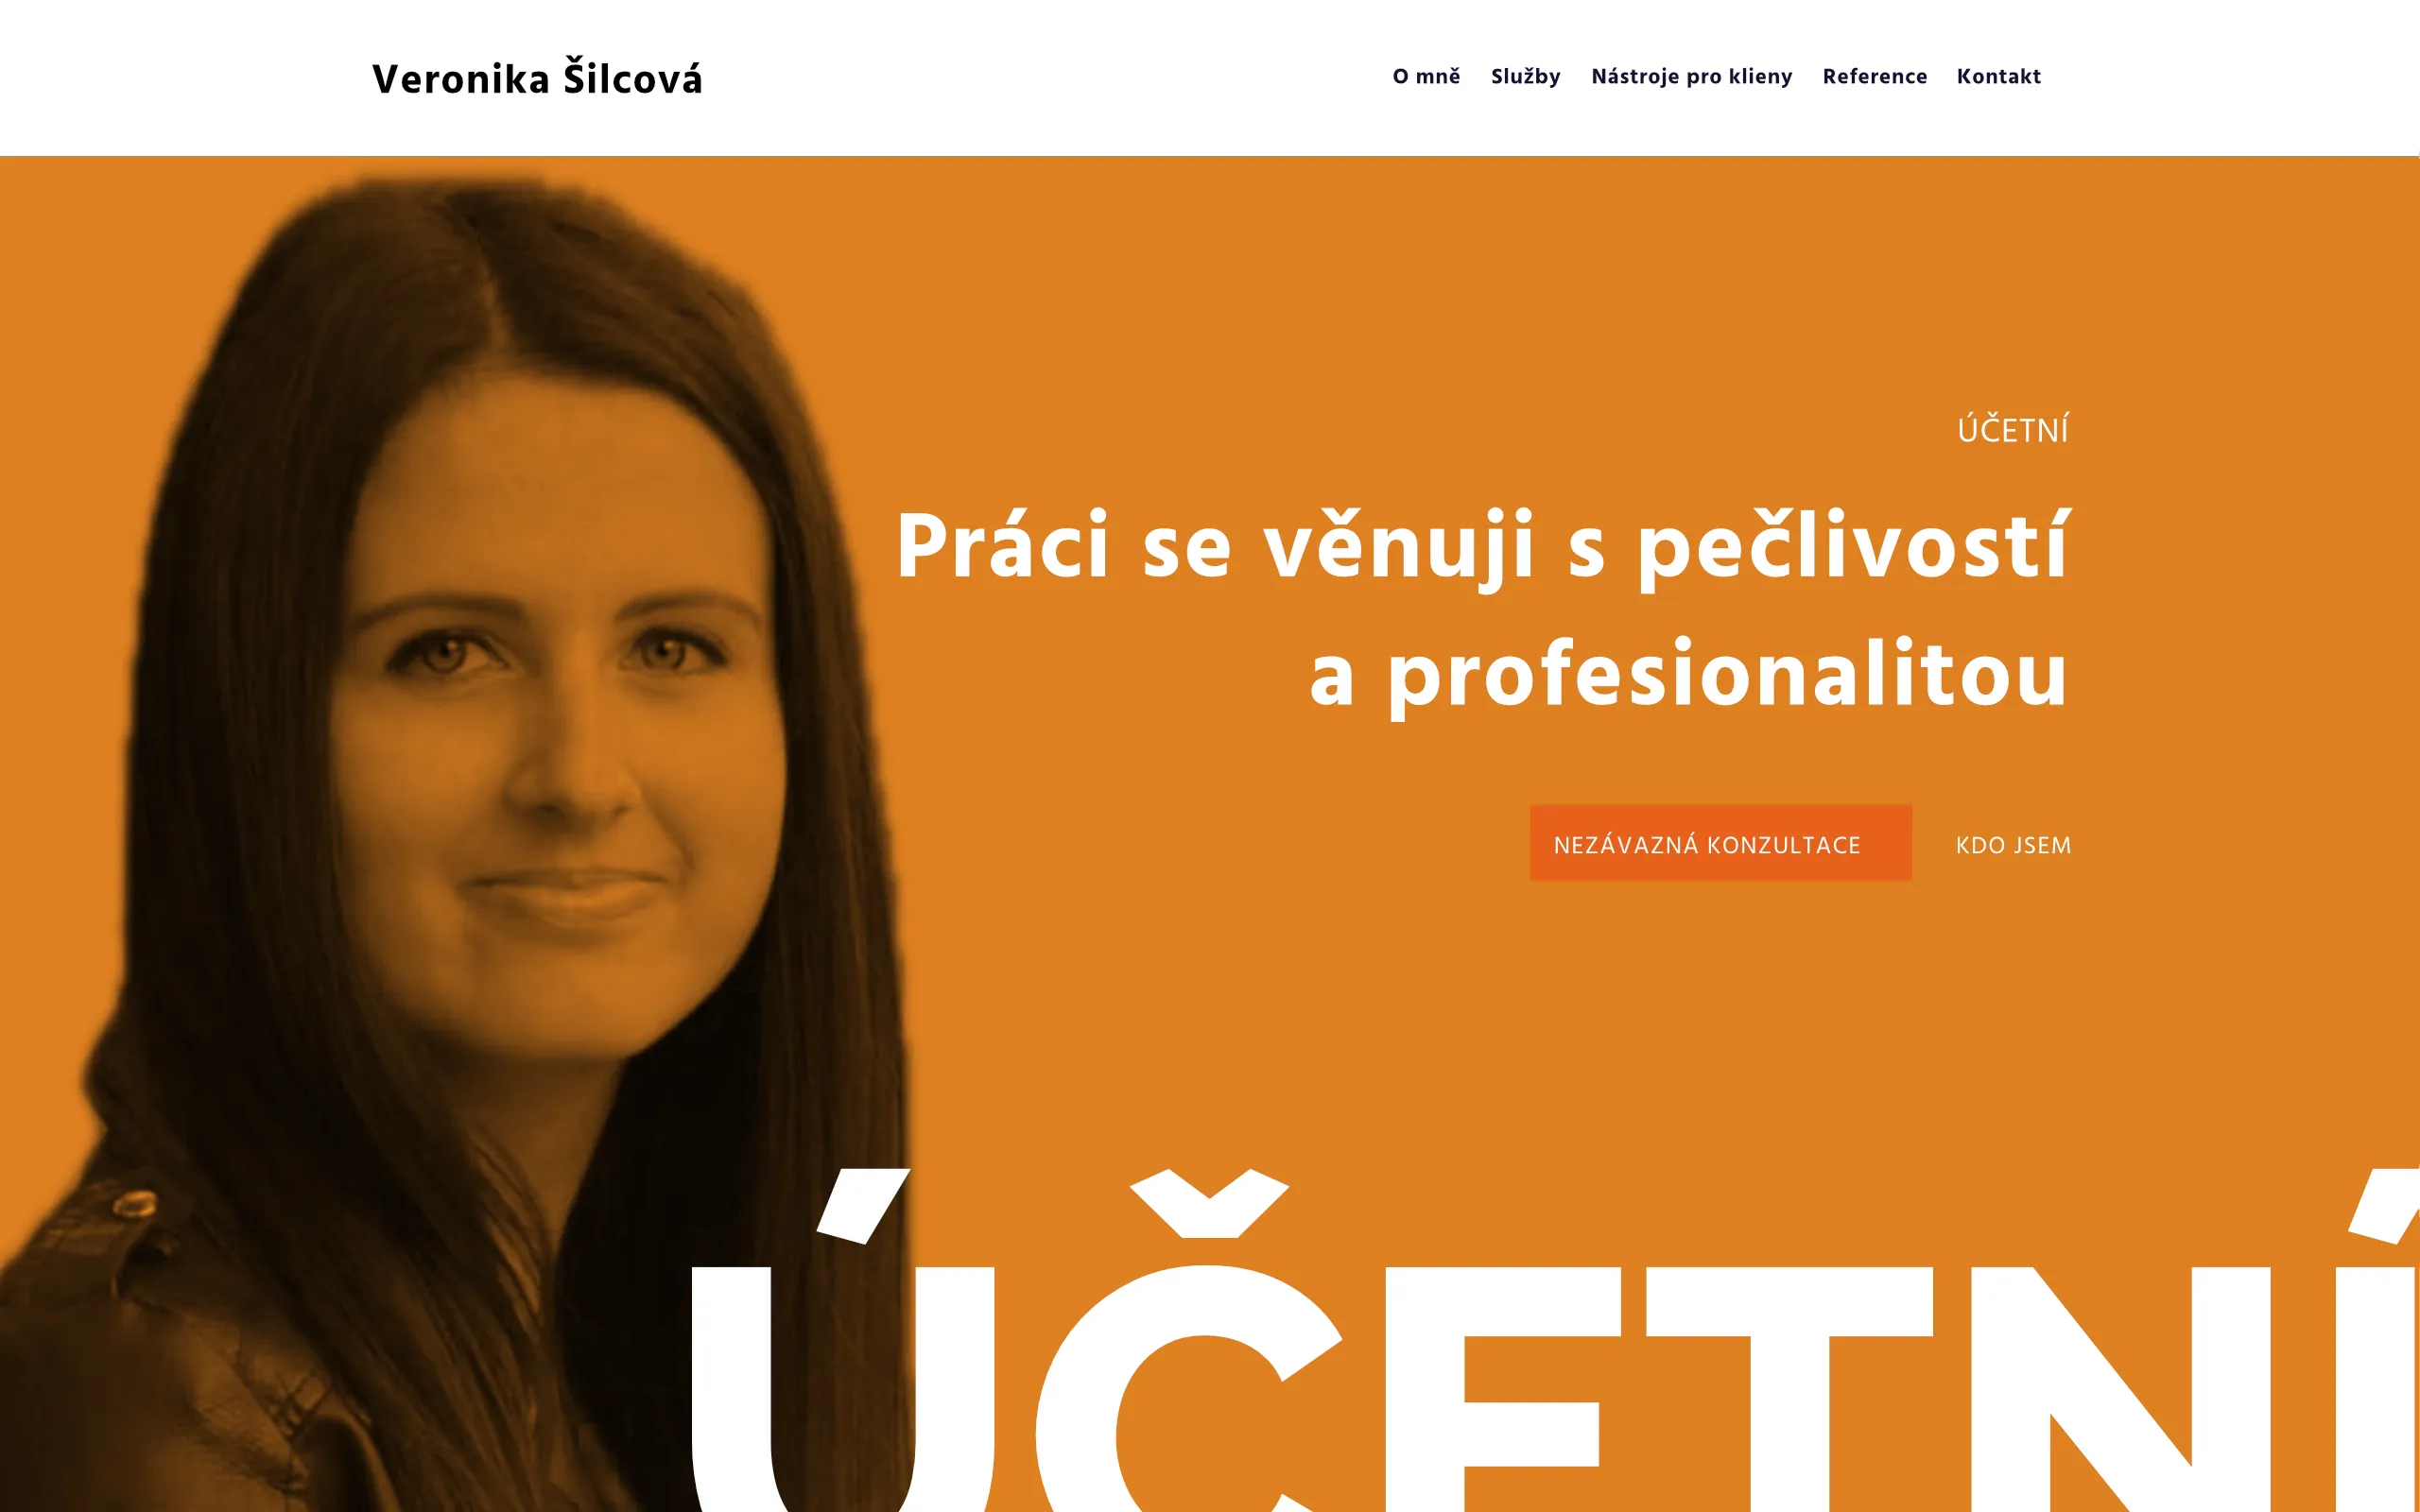 Veronika Šilcová
O mně Služby Nástroje pro klieny Reference Kontakt
ÚČETNÍ
Práci se věnuji s pečlivostí
a profesionalitou
NEZÁVAZNÁ KONZULTACE KDO JSEM
ÚČETNÍ